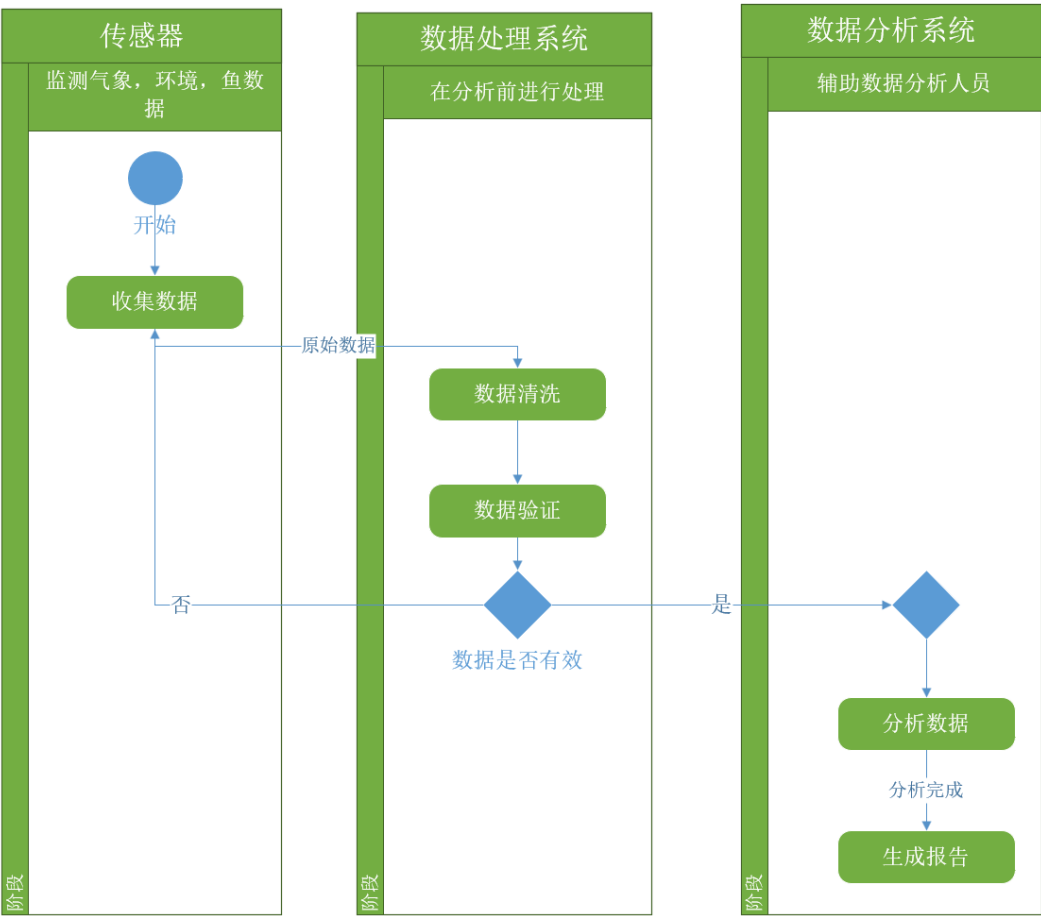 传感器
监测气象，环境，鱼数
据
开始
收集数据
阶段
数据处理系统
在分析前进行处理
原始数据
数据清洗
数据验证
否
是
数据是否有效
阶段
数据分析系统
辅助数据分析人员
分析数据
分析完成
生成报告
阶段